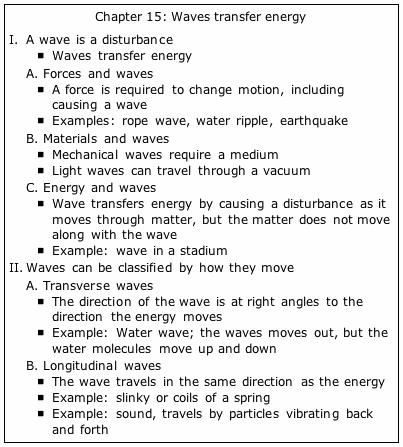 Chapter 15: Waves transfer energy
I. A wave is a disturbance
▪ Waves transfer energy
A. Forces and waves
▪ A force is required to change motion, including
causing a wave
▪ Examples: rope wave, water ripple, earthquake
B. Materials and waves
▪ Mechanical waves require a medium
▪ Light waves can travel through a vacuum
C. Energy and waves
▪ Wave transfers energy by causing a disturbance as it
moves through matter, but the matter does not move
along with the wave
▪ Example: wave in a stadium
II. Waves can be classified by how they move
A. Transverse waves
▪ The direction of the wave is at right angles to the
direction the energy moves
▪ Example: Water wave; the waves moves out, but the
water molecules move up and down
B. Longitudinal waves
▪ The wave travels in the same direction as the energy
▪ Example: slinky or coils of a spring
▪ Example: sound, travels by particles vibrating back
and forth